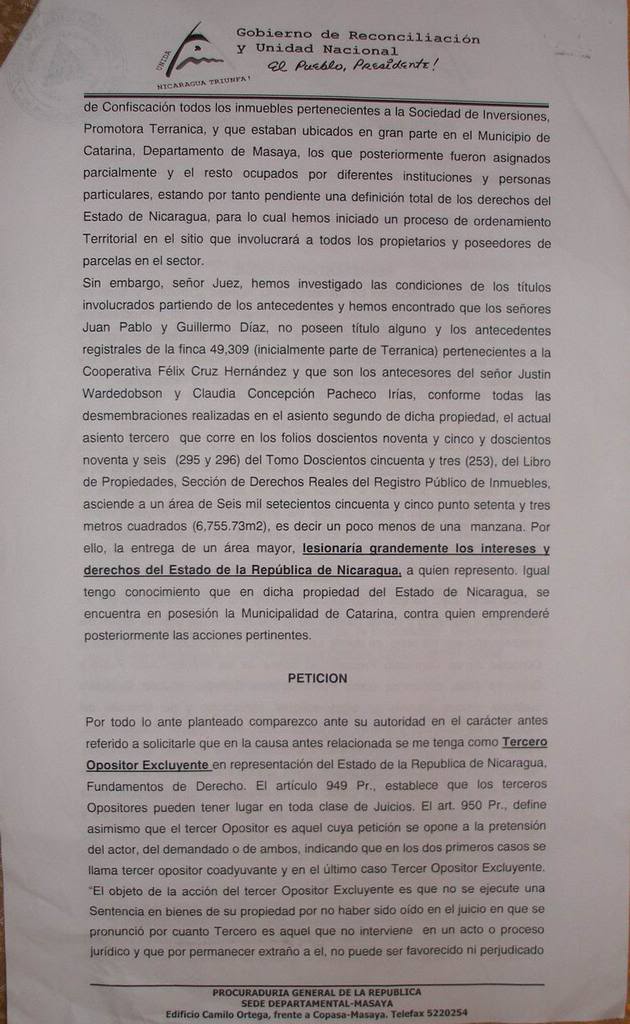 Gobierno de Reconciliación
y Unidad Nacional
El Pueblo, Presidente!
UNIDA
NICARAGUA TRIUNFA!
de Confiscación todos los inmuebles pertenecientes a la Sociedad de Inversiones,
Promotora Terranica, y que estaban ubicados en gran parte en el Municipio de
Catarina, Departamento de Masaya, los que posteriormente fueron asignados
parcialmente y el resto ocupados por diferentes instituciones y personas
particulares, estando por tanto pendiente una definición total de los derechos del
Estado de Nicaragua, para lo cual hemos iniciado un proceso de ordenamiento
Territorial en el sitio que involucrará a todos los propietarios y poseedores de
parcelas en el sector.
Sin embargo, señor Juez, hemos investigado las condiciones de los títulos
involucrados partiendo de los antecedentes y hemos encontrado que los señores
Juan Pablo y Guillermo Díaz, no poseen título alguno y los antecedentes
registrales de la finca 49,309 (inicialmente parte de Terranica) pertenecientes a la
Cooperativa Félix Cruz Hernández y que son los antecesores del señor Justin
Wardedobson y Claudia Concepción Pacheco Irías, conforme todas las
desmembraciones realizadas en el asiento segundo de dicha propiedad, el actual
asiento tercero que corre en los folios doscientos noventa y cinco y doscientos
noventa y seis (295 y 296) del Tomo Doscientos cincuenta y tres (253), del Libro
de Propiedades, Sección de Derechos Reales del Registro Público de Inmuebles,
asciende a un área de Seis mil setecientos cincuenta y cinco punto setenta y tres
metros cuadrados (6,755.73m2), es decir un poco menos de una manzana. Por
ello, la entrega de un área mayor, lesionaría grandemente los intereses y
derechos del Estado de la República de Nicaragua, a quien represento. Igual
tengo conocimiento que en dicha propiedad del Estado de Nicaragua, se
encuentra en posesión la Municipalidad de Catarina, contra quien emprenderé
posteriormente las acciones pertinentes.
PETICION
Por todo lo ante planteado comparezco ante su autoridad en el carácter antes
referido a solicitarle que en la causa antes relacionada se me tenga como Tercero
Opositor Excluyente en representación del Estado de la Republica de Nicaragua,
Fundamentos de Derecho. El artículo 949 Pr., establece que los terceros
Opositores pueden tener lugar en toda clase de Juicios. El art. 950 Pr., define
asimismo que el tercer Opositor es aquel cuya petición se opone a la pretensión
del actor, del demandado o de ambos, indicando que en los dos primeros casos se
llama tercer opositor coadyuvante y en el último caso Tercer Opositor Excluyente.
"El objeto de la acción del tercer Opositor Excluyente es que no se ejecute una
Sentencia en bienes de su propiedad por no haber sido oído en el juicio en que se
pronunció por cuanto Tercero es aquel que no interviene en un acto o proceso
jurídico y que por permanecer extraño a el, no puede ser favorecido ni perjudicado
PROCURADURIA GENERAL DE LA REPUBLICA
SEDE DEPARTAMENTAL-MASAYA
Edificio Camilo Ortega, frente a Copasa-Masaya. Telefax 5220254